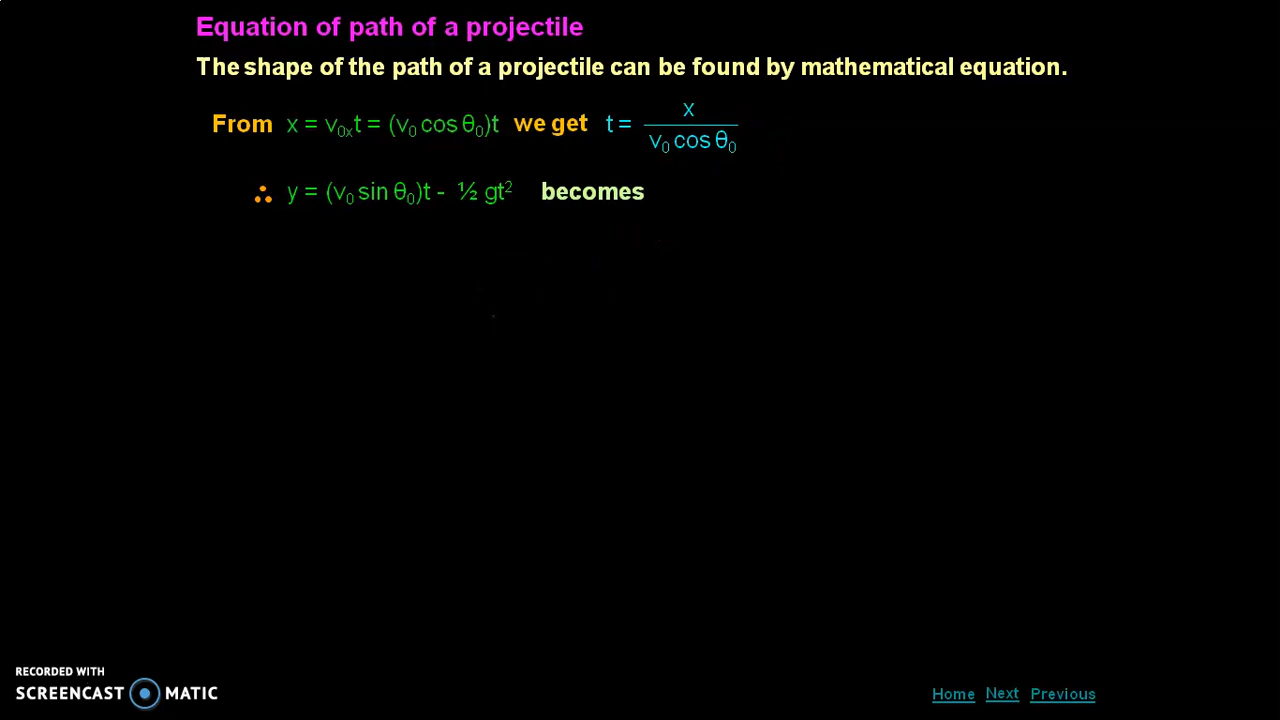 Equation of path of a projectile
The shape of the path of a projectile can be found by mathematical equation.
From x = v₀ₓt = (v₀ cos θ₀)t we get t = x / v₀ cos θ₀
∴ y = (v₀ sin θ₀)t - ½ gt² becomes
RECORDED WITH
SCREENCAST MATIC
Home Next Previous